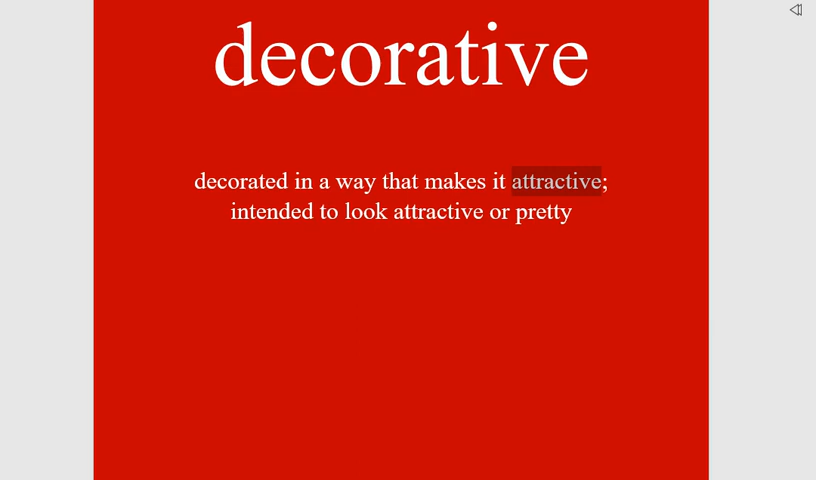 decorative
decorated in a way that makes it attractive;
intended to look attractive or pretty